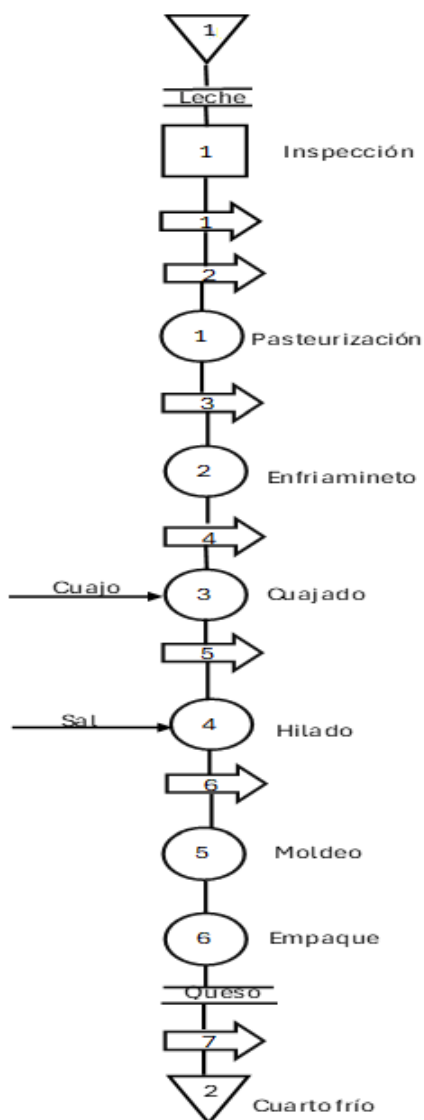 1
Leche
1 Inspección
1
2
1 Pasteurización
3
2 Enfriamineto
4
Cuajo 3 Quajado
5
Sal 4 Hilado
6
5 Moldeo
6 Empaque
Queso
7
2 Cuarto frío